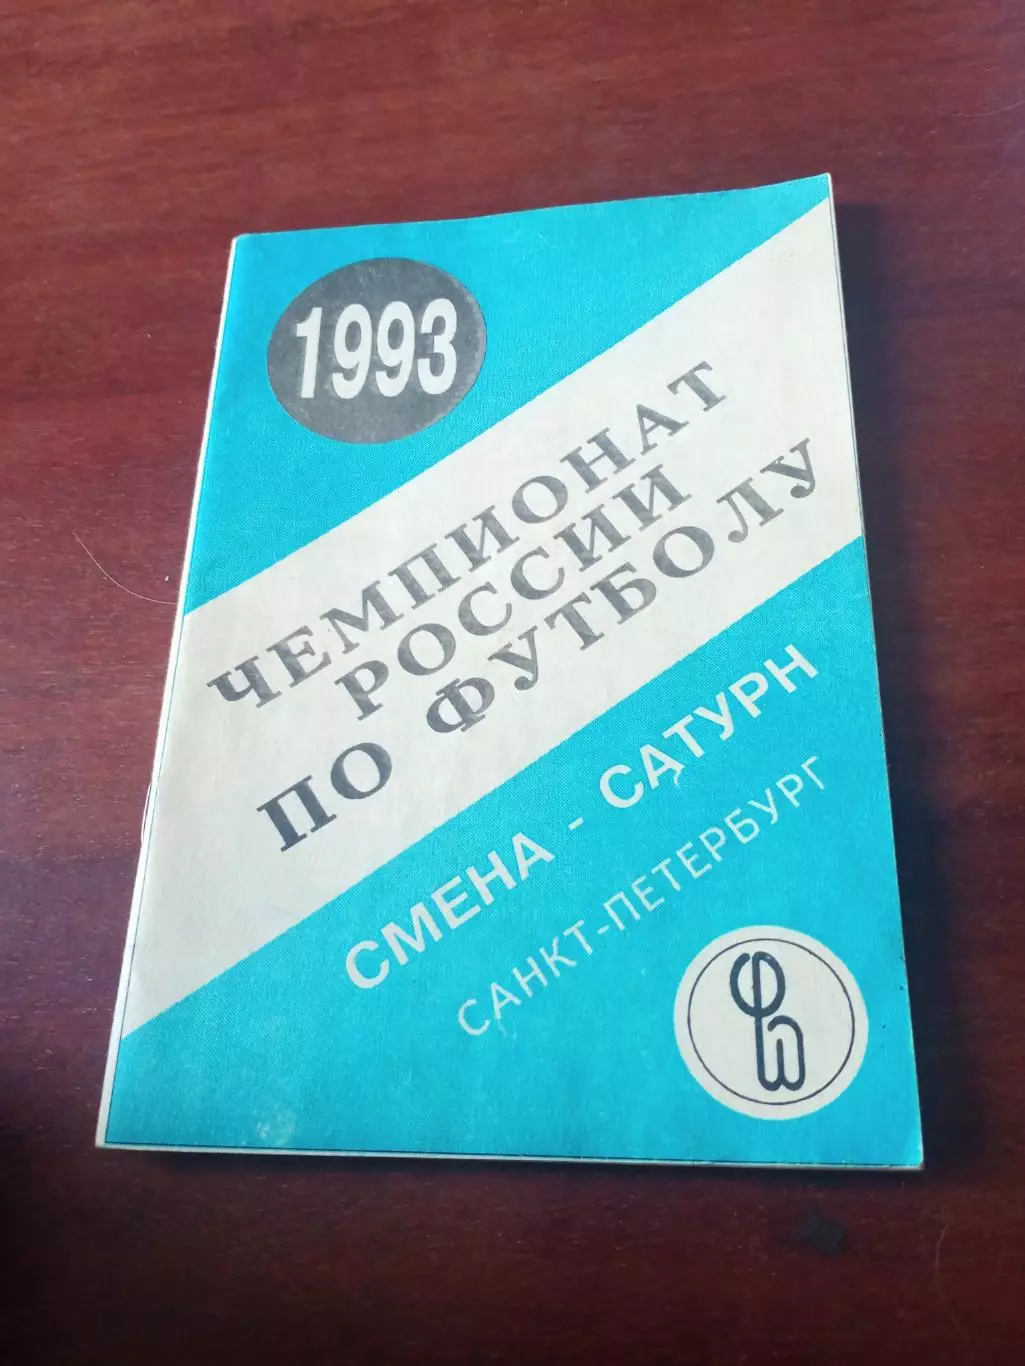 1993
ЧЕМПИОНАТ
РОССИИ
ПО ФУТБОЛУ
СМЕНА - САТУРН
САНКТ-ПЕТЕРБУРГ